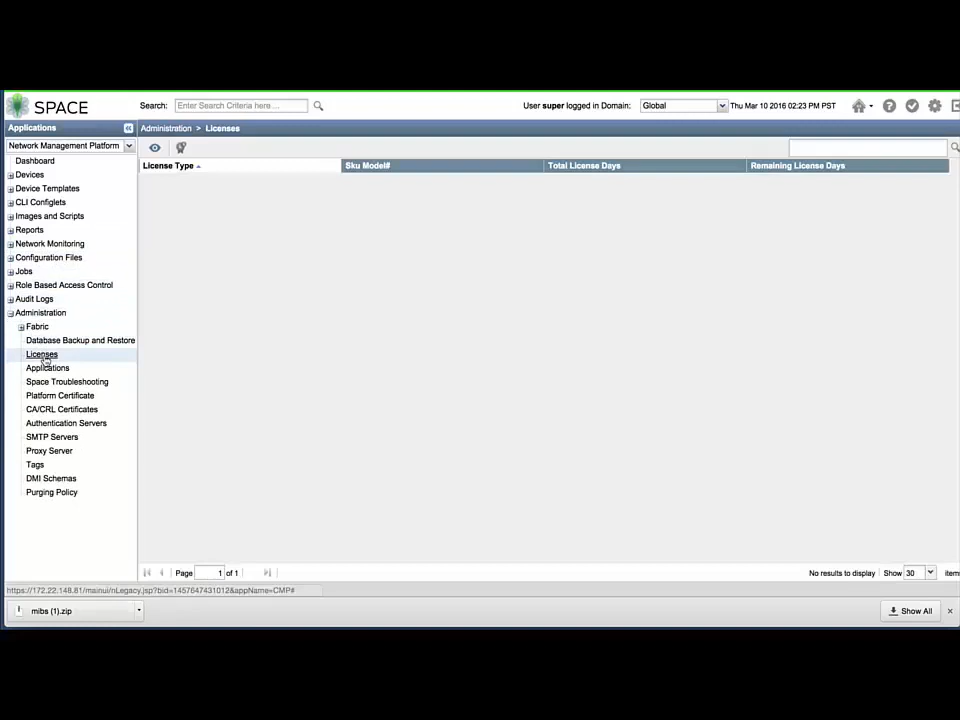 SPACE
Search: Enter Search Criteria here ...
User super logged in Domain: Global Thu Mar 10 2016 02:23 PM PST
Applications
Administration > Licenses
Network Management Platform
License Type Sku Model# Total License Days Remaining License Days
Dashboard
Devices
Device Templates
CLI Configlets
Images and Scripts
Reports
Network Monitoring
Configuration Files
Jobs
Role Based Access Control
Audit Logs
Administration
Fabric
Database Backup and Restore
Licenses
Applications
Space Troubleshooting
Platform Certificate
CA/CRL Certificates
Authentication Servers
SMTP Servers
Proxy Server
Tags
DMI Schemas
Purging Policy
Page 1 of 1 No results to display Show 30 item
https://172.22.148.81/mainui/nLegacy.jsp?bid=1457647431012&appName=CMP#
mibs (1).zip Show All